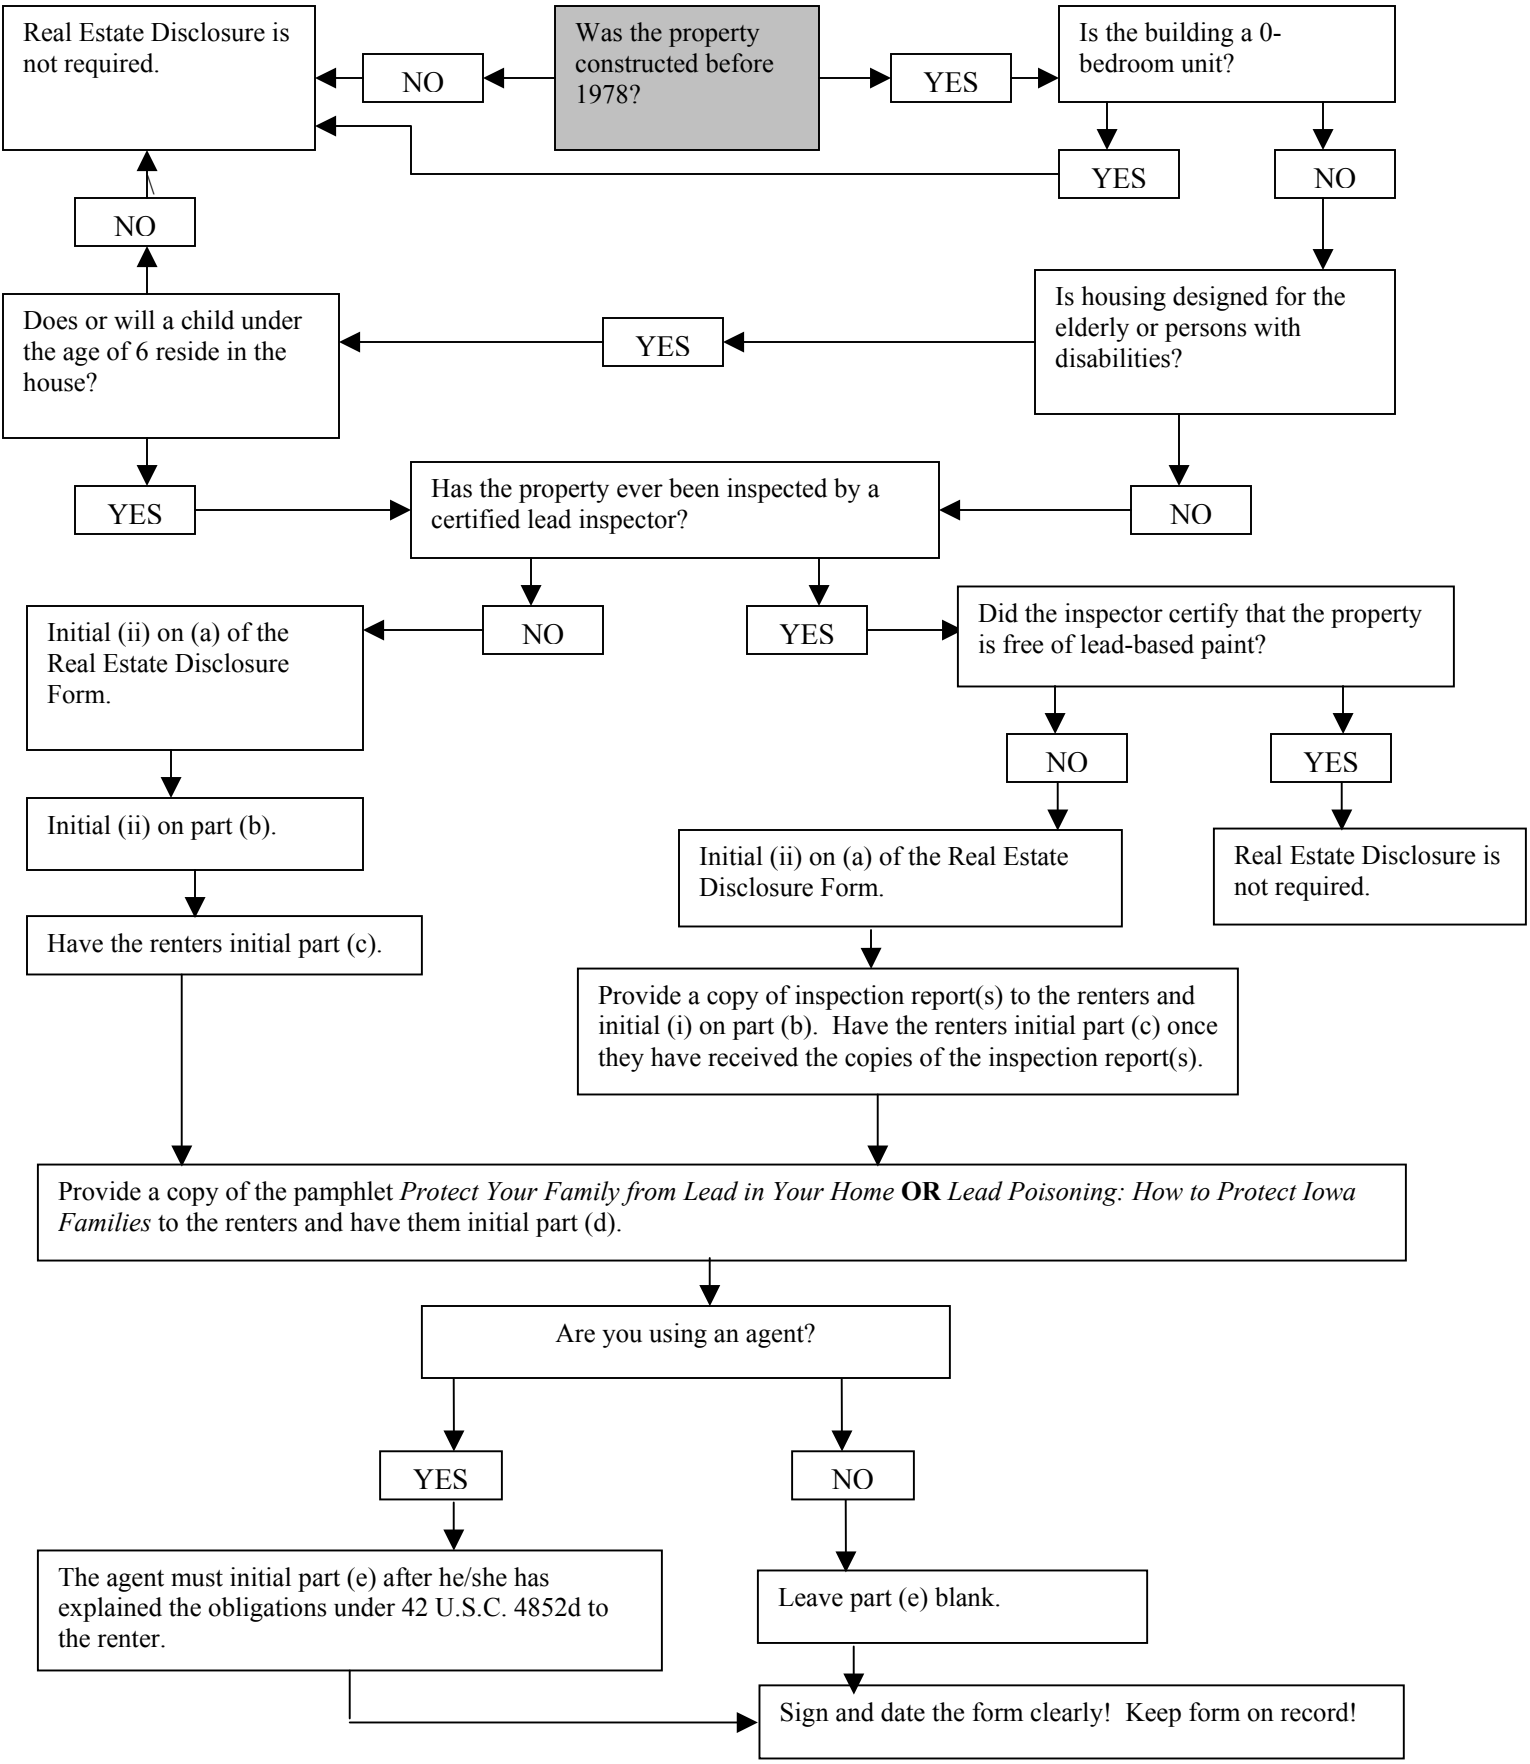 Real Estate Disclosure is
not required.
NO
Was the property
constructed before
1978?
YES
Is the building a 0-
bedroom unit?
YES
NO
NO
Does or will a child under
the age of 6 reside in the
house?
YES
Is housing designed for the
elderly or persons with
disabilities?
YES
Has the property ever been inspected by a
certified lead inspector?
NO
Initial (ii) on (a) of the
Real Estate Disclosure
Form.
NO
YES
Did the inspector certify that the property
is free of lead-based paint?
NO
YES
Initial (ii) on part (b).
Initial (ii) on (a) of the Real Estate
Disclosure Form.
Real Estate Disclosure is
not required.
Have the renters initial part (c).
Provide a copy of inspection report(s) to the renters and
initial (i) on part (b).  Have the renters initial part (c) once
they have received the copies of the inspection report(s).
Provide a copy of the pamphlet Protect Your Family from Lead in Your Home OR Lead Poisoning: How to Protect Iowa
Families to the renters and have them initial part (d).
Are you using an agent?
YES
NO
The agent must initial part (e) after he/she has
explained the obligations under 42 U.S.C. 4852d to
the renter.
Leave part (e) blank.
Sign and date the form clearly!  Keep form on record!